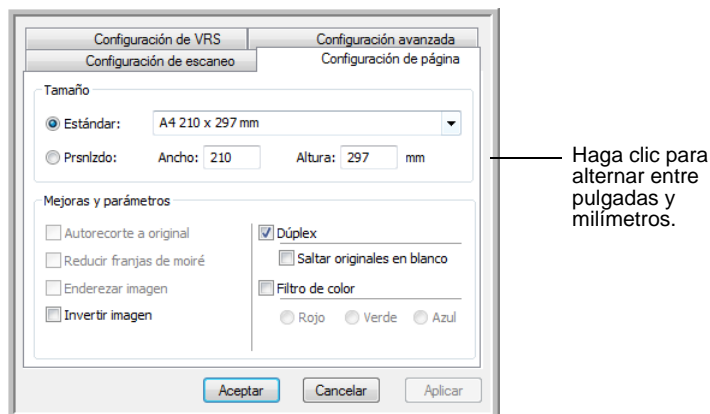 Configuración de VRS
Configuración avanzada
Configuración de escaneo
Configuración de página
Tamaño
Estándar: A4 210 x 297 mm
Prsnlzdo: Ancho: 210 Altura: 297 mm
Haga clic para
alternar entre
pulgadas y
milímetros.
Mejoras y parámetros
Autorecorte a original
Reducir franjas de moiré
Enderezar imagen
Invertir imagen
Dúplex
Saltar originales en blanco
Filtro de color
Rojo Verde Azul
Aceptar Cancelar Aplicar